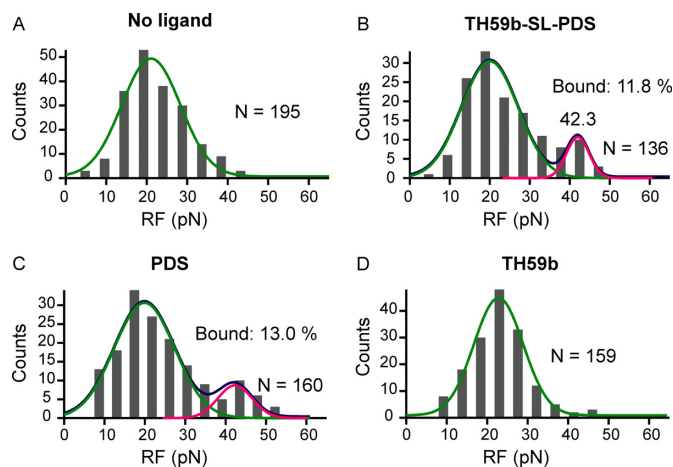 A
No ligand
50
40
30
20
10
0
Counts
N = 195
0 10 20 30 40 50 60
RF (pN)
B
TH59b-SL-PDS
30
25
20
15
10
5
0
Counts
Bound: 11.8 %
42.3
N = 136
0 10 20 30 40 50 60
RF (pN)
C
PDS
30
25
20
15
10
5
0
Counts
Bound: 13.0 %
N = 160
0 10 20 30 40 50 60
RF (pN)
D
TH59b
40
30
20
10
0
Counts
N = 159
0 10 20 30 40 50 60
RF (pN)